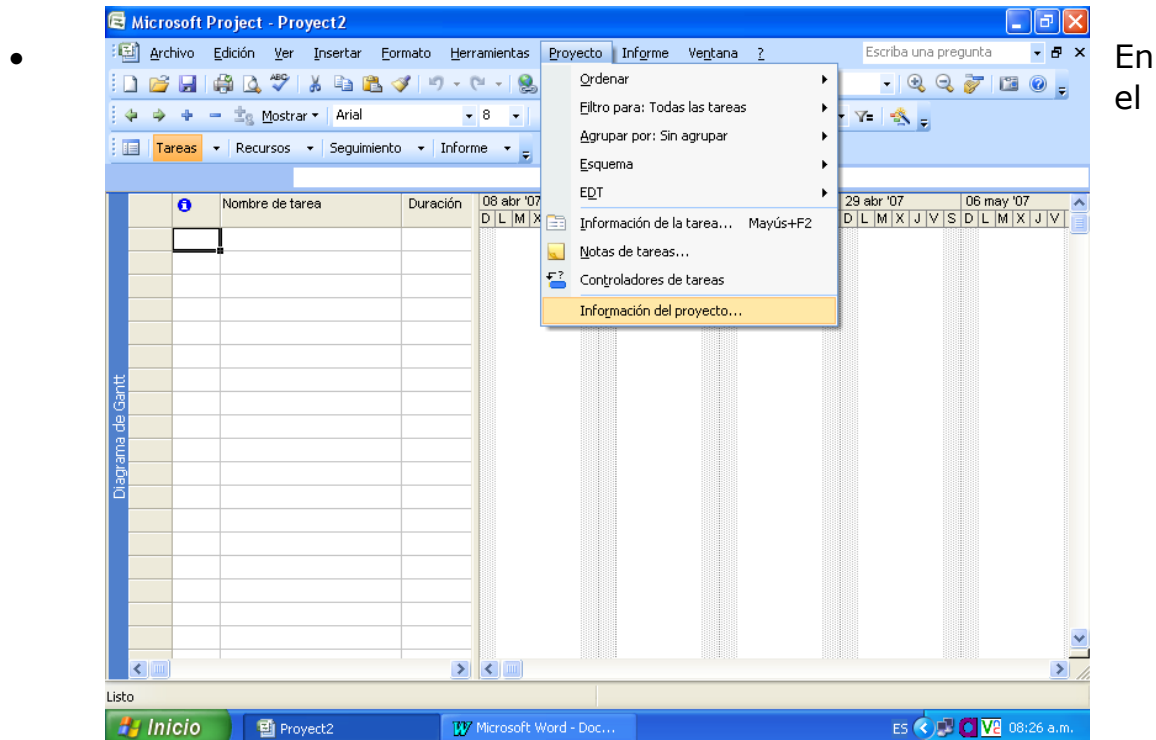 Microsoft Project - Proyect2
• En
el
Archivo Edición Ver Insertar Formato Herramientas Proyecto Informe Ventana ? Escriba una pregunta
Mostrar Arial 8
Tareas Recursos Seguimiento Informe
Ordenar
Filtro para: Todas las tareas
Agrupar por: Sin agrupar
Esquema
EDT
Información de la tarea... Mayús+F2
Notas de tareas...
Controladores de tareas
Información del proyecto...
Nombre de tarea Duración 08 abr '07 29 abr '07 06 may '07
D L M X D L M X J V S D L M X J V
Diagrama de Gantt
Listo
Inicio Proyect2 Microsoft Word - Doc... ES 08:26 a.m.